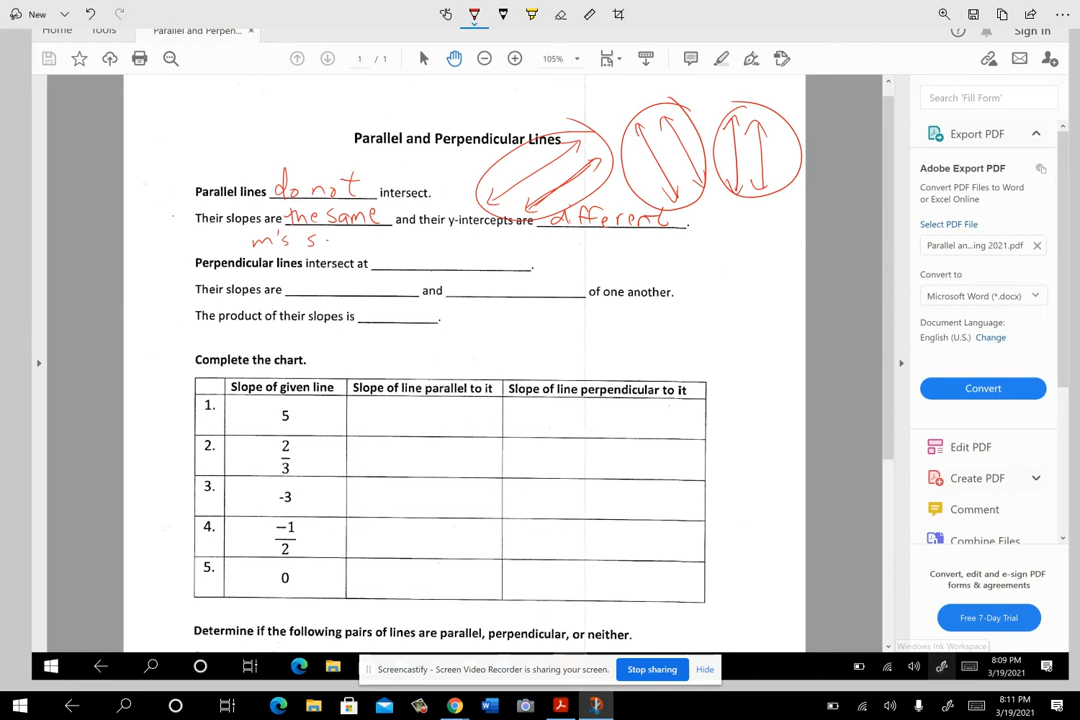 New
Home
Tools
Parallel and Perpen...
×
Sign In
1 / 1
105%
Parallel and Perpendicular Lines
Parallel lines do not intersect.
Their slopes are the same and their y-intercepts are different.
m's s
Perpendicular lines intersect at ______.
Their slopes are ______ and ______ of one another.
The product of their slopes is ______.
Complete the chart.
Slope of given line Slope of line parallel to it Slope of line perpendicular to it
1. 5
2. 2/3
3. -3
4. −1/2
5. 0
Determine if the following pairs of lines are parallel, perpendicular, or neither.
Search 'Fill Form'
Export PDF
Adobe Export PDF
Convert PDF Files to Word
or Excel Online
Select PDF File
Parallel an...ing 2021.pdf ×
Convert to
Microsoft Word (*.docx)
Document Language:
English (U.S.) Change
Convert
Edit PDF
Create PDF
Comment
Combine Files
Convert, edit and e-sign PDF
forms & agreements
Free 7-Day Trial
Windows Ink Workspace
Screencastify - Screen Video Recorder is sharing your screen.
Stop sharing
Hide
8:09 PM
3/19/2021
8:11 PM
3/19/2021